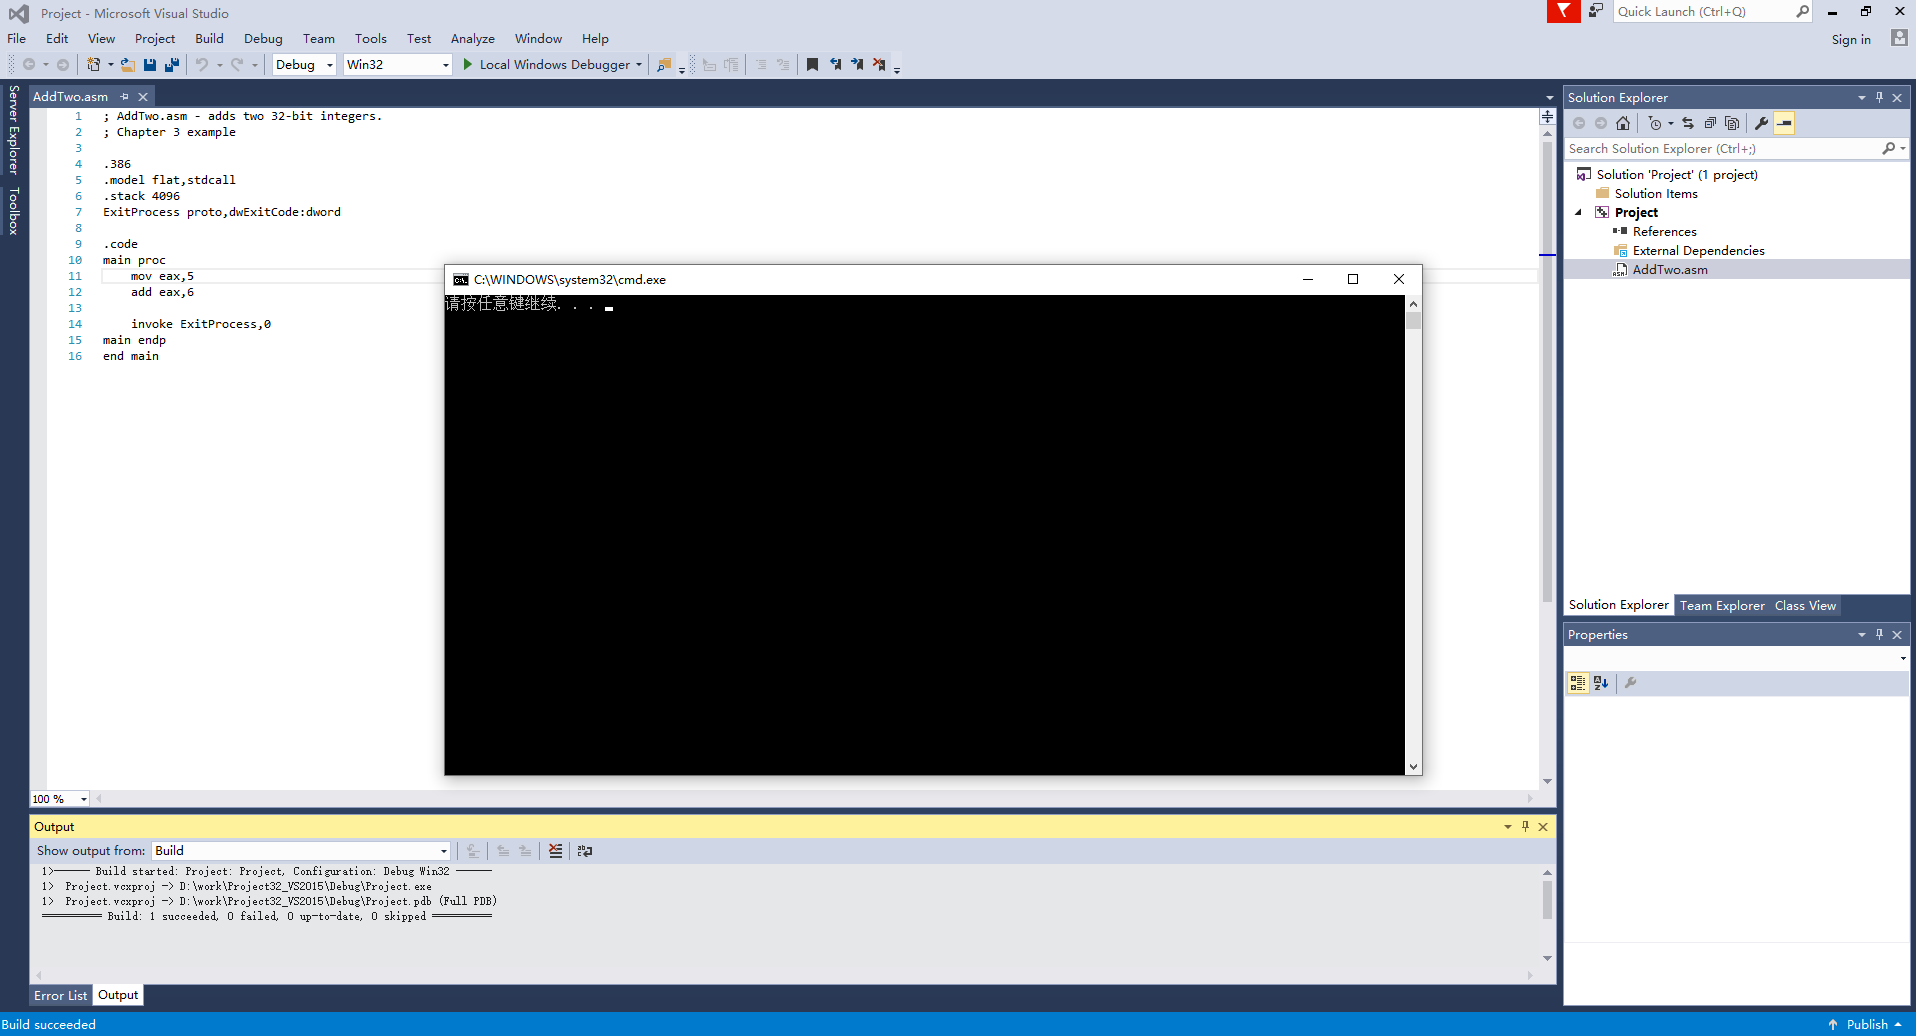 Project - Microsoft Visual Studio
Quick Launch (Ctrl+Q)
File Edit View Project Build Debug Team Tools Test Analyze Window Help
Sign in
Debug Win32 Local Windows Debugger
Server Explorer
Toolbox
AddTwo.asm
1 ; AddTwo.asm - adds two 32-bit integers.
2 ; Chapter 3 example
3
4 .386
5 .model flat,stdcall
6 .stack 4096
7 ExitProcess proto,dwExitCode:dword
8
9 .code
10 main proc
11 mov eax,5
12 add eax,6
13
14 invoke ExitProcess,0
15 main endp
16 end main
C:\WINDOWS\system32\cmd.exe
请按任意键继续. . .
100 %
Output
Show output from: Build
1>------ Build started: Project: Project, Configuration: Debug Win32 ------
1> Project.vcxproj -> D:\work\Project32_VS2015\Debug\Project.exe
1> Project.vcxproj -> D:\work\Project32_VS2015\Debug\Project.pdb (Full PDB)
========== Build: 1 succeeded, 0 failed, 0 up-to-date, 0 skipped ==========
Error List Output
Solution Explorer
Search Solution Explorer (Ctrl+;)
Solution 'Project' (1 project)
Solution Items
Project
References
External Dependencies
AddTwo.asm
Solution Explorer Team Explorer Class View
Properties
Build succeeded
Publish